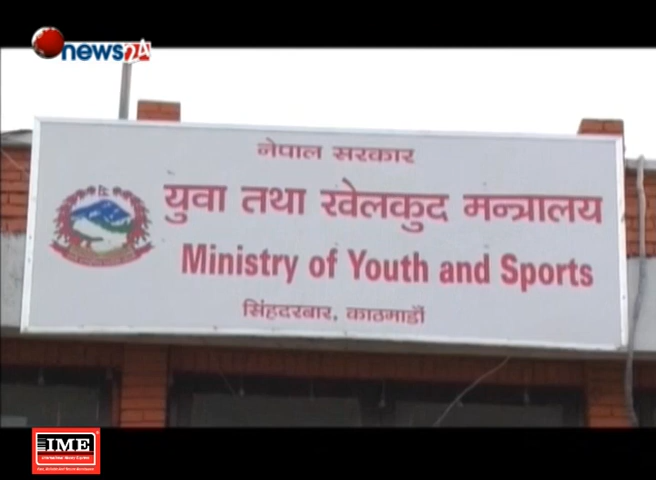 news24
नेपाल सरकार
युवा तथा खेलकुद मन्त्रालय
Ministry of Youth and Sports
सिंहदरबार, काठमाडौं
IME